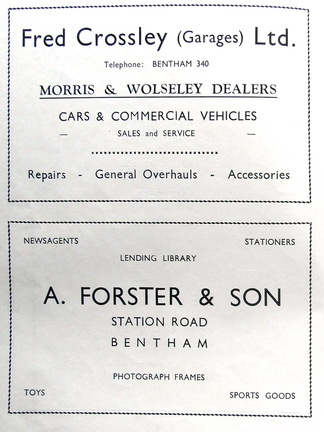 Fred Crossley (Garages) Ltd.
Telephone: BENTHAM 340
MORRIS & WOLSELEY DEALERS
CARS & COMMERCIAL VEHICLES
— SALES and SERVICE —
Repairs - General Overhauls - Accessories
NEWSAGENTS STATIONERS
LENDING LIBRARY
A. FORSTER & SON
STATION ROAD
BENTHAM
PHOTOGRAPH FRAMES
TOYS SPORTS GOODS